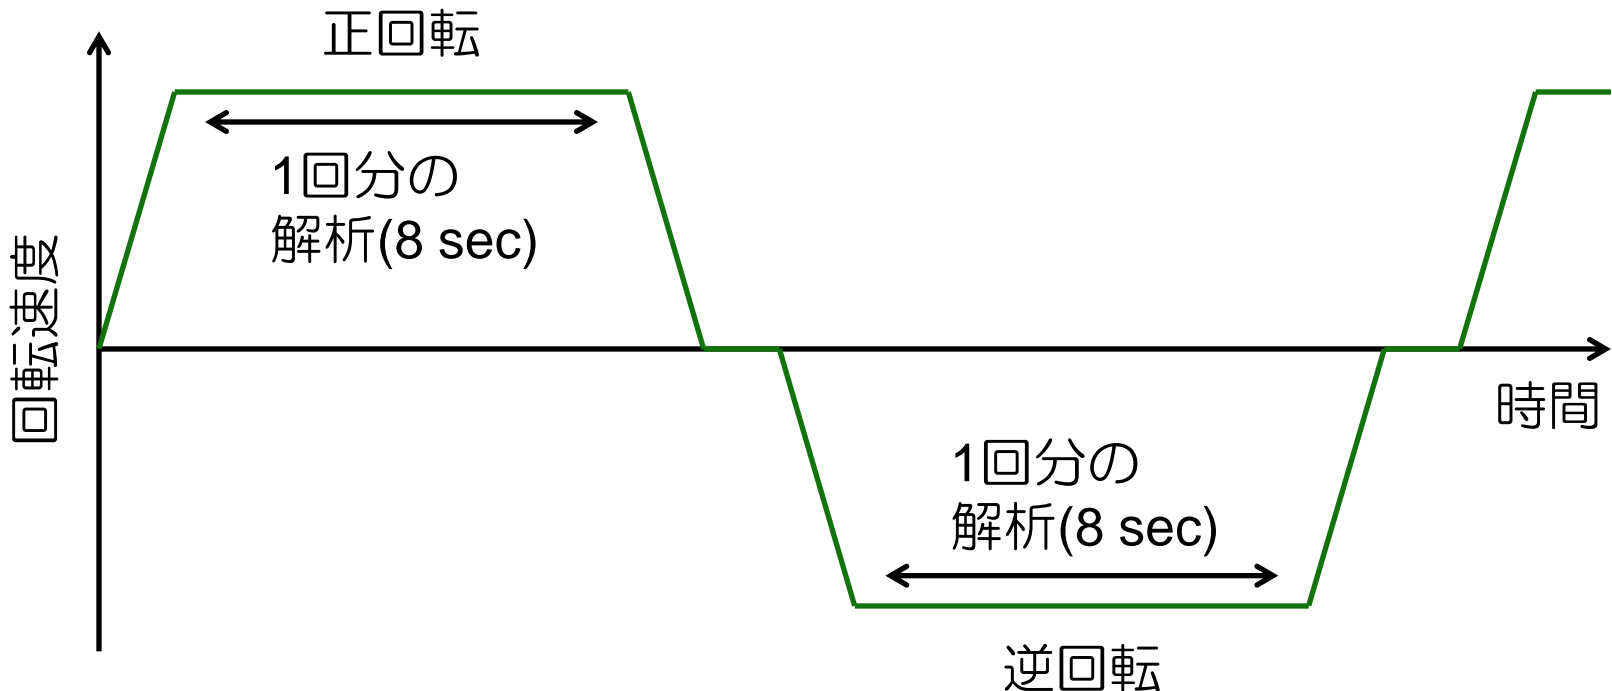 正回転
1回分の
解析(8 sec)
回転速度
時間
1回分の
解析(8 sec)
逆回転